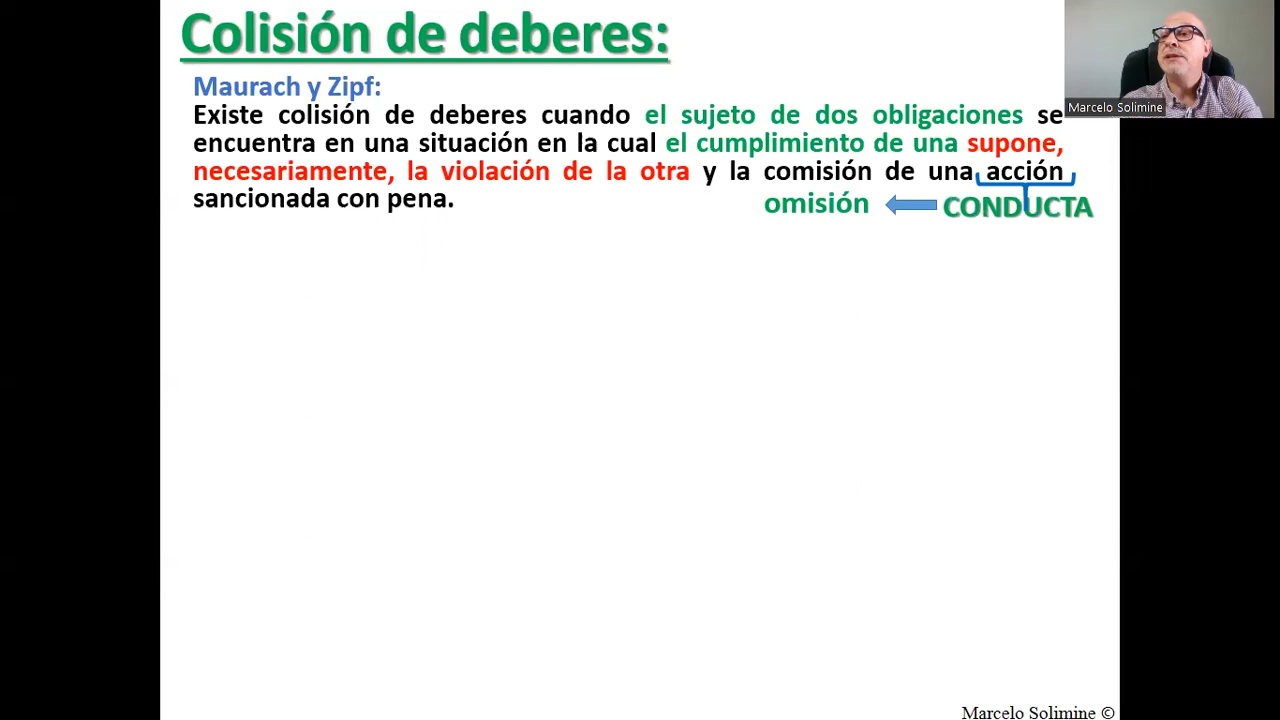 Colisión de deberes:
Maurach y Zipf:
Existe colisión de deberes cuando el sujeto de dos obligaciones se
encuentra en una situación en la cual el cumplimiento de una supone,
necesariamente, la violación de la otra y la comisión de una acción
sancionada con pena.
omisión
CONDUCTA
Marcelo Solimine
Marcelo Solimine ©